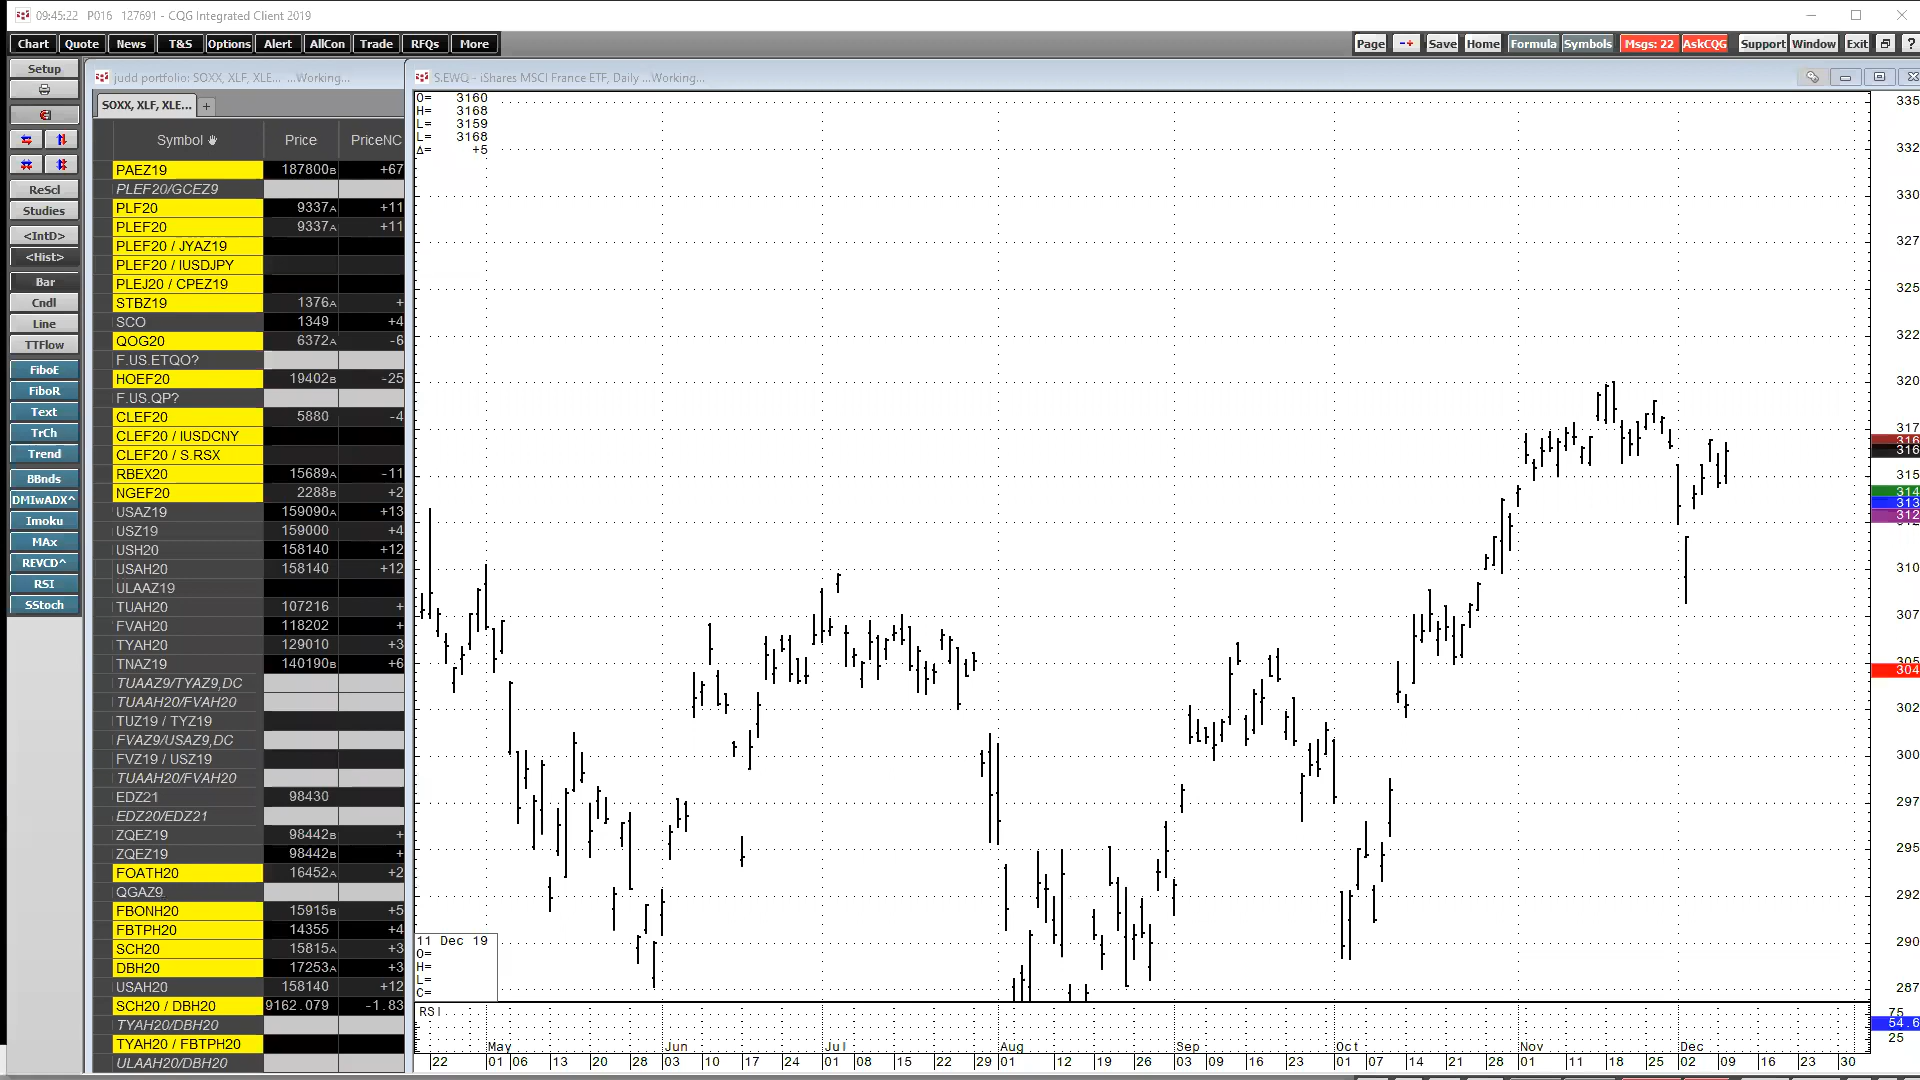 09:45:22 P016 127691 - CQG Integrated Client 2019
Chart Quote News T&S Options Alert AllCon Trade RFQs More Page -+ Save Home Formula Symbols Msgs: 22 AskCQG Support Window Exit ?
Setup
ReScl
Studies
<IntD>
<Hist>
Bar
Cndl
Line
TTFlow
FiboE
FiboR
Text
TrCh
Trend
BBnds
DMIwADX^
Imoku
MAx
REVCD^
RSI
SStoch
judd portfolio: SOXX, XLF, XLE... ...Working...
SOXX, XLF, XLE... +
Symbol Price PriceNC
PAEZ19 187800B +67
PLEF20/GCEZ9
PLF20 9337A +11
PLEF20 9337A +11
PLEF20 / JYAZ19
PLEF20 / IUSDJPY
PLEJ20 / CPEZ19
STBZ19 1376A +
SCO 1349 +4
QOG20 6372A -6
F.US.ETQO?
HOEF20 19402B -25
F.US.QP?
CLEF20 5880 -4
CLEF20 / IUSDCNY
CLEF20 / S.RSX
RBEX20 15689A -11
NGEF20 2288B +2
USAZ19 159090A +13
USZ19 159000 +4
USH20 158140 +12
USAH20 158140 +12
ULAAZ19
TUAH20 107216 +
FVAH20 118202 +
TYAH20 129010 +3
TNAZ19 140190B +6
TUAAZ9/TYAZ9,DC
TUAAH20/FVAH20
TUZ19 / TYZ19
FVAZ9/USAZ9,DC
FVZ19 / USZ19
TUAAH20/FVAH20
EDZ21 98430
EDZ20/EDZ21
ZQEZ19 98442B +
ZQEZ19 98442B +
FOATH20 16452A +2
QGAZ9
FBONH20 15915B +5
FBTPH20 14355 +4
SCH20 15815A +3
DBH20 17253A +3
USAH20 158140 +12
SCH20 / DBH20 9162.079 -1.83
TYAH20/DBH20
TYAH20 / FBTPH20
ULAAH20/DBH20
S.EWQ - iShares MSCI France ETF, Daily ...Working...
O= 3160
H= 3168
L= 3159
L= 3168
Δ= +5
335
332
330
327
325
322
320
317
316
316
315
314
313
312
310
307
305
304
302
300
297
295
292
290
287
11 Dec 19
O=
H=
L=
C=
RSI
75
54.6
25
May Jun Jul Aug Sep Oct Nov Dec
22 01 06 13 20 28 03 10 17 24 01 08 15 22 29 01 12 19 26 03 09 16 23 01 07 14 21 28 01 11 18 25 02 09 16 23 30